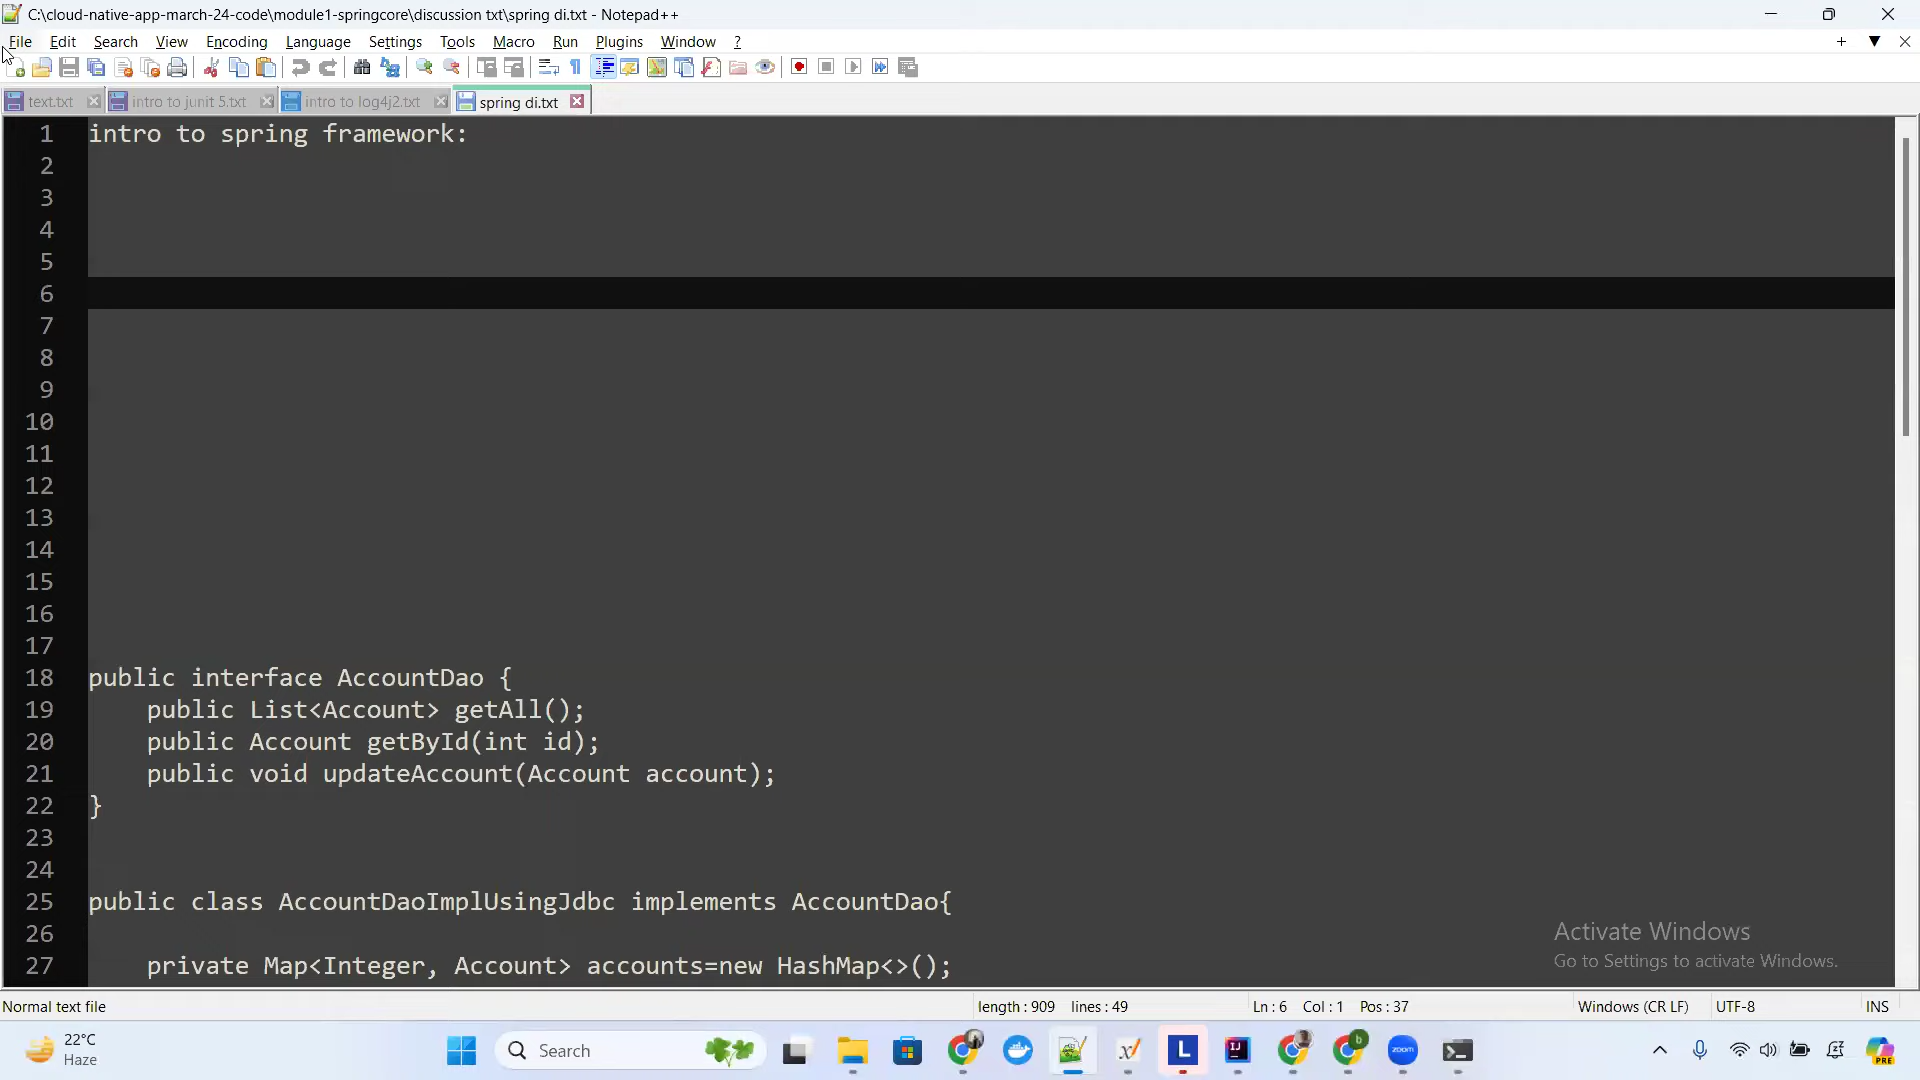 C:\cloud-native-app-march-24-code\module1-springcore\discussion txt\spring di.txt - Notepad++
File Edit Search View Encoding Language Settings Tools Macro Run Plugins Window ?
text.txt intro to junit 5.txt intro to log4j2.txt spring di.txt
1 intro to spring framework:
2
3
4
5
6
7
8
9
10
11
12
13
14
15
16
17
18 public interface AccountDao {
19 public List<Account> getAll();
20 public Account getById(int id);
21 public void updateAccount(Account account);
22 }
23
24
25 public class AccountDaoImplUsingJdbc implements AccountDao{
26
27 private Map<Integer, Account> accounts=new HashMap<>();
Activate Windows
Go to Settings to activate Windows.
Normal text file length : 909 lines : 49 Ln : 6 Col : 1 Pos : 37 Windows (CR LF) UTF-8 INS
22°C
Haze
Search
L
IJ
b
zoom
PRE